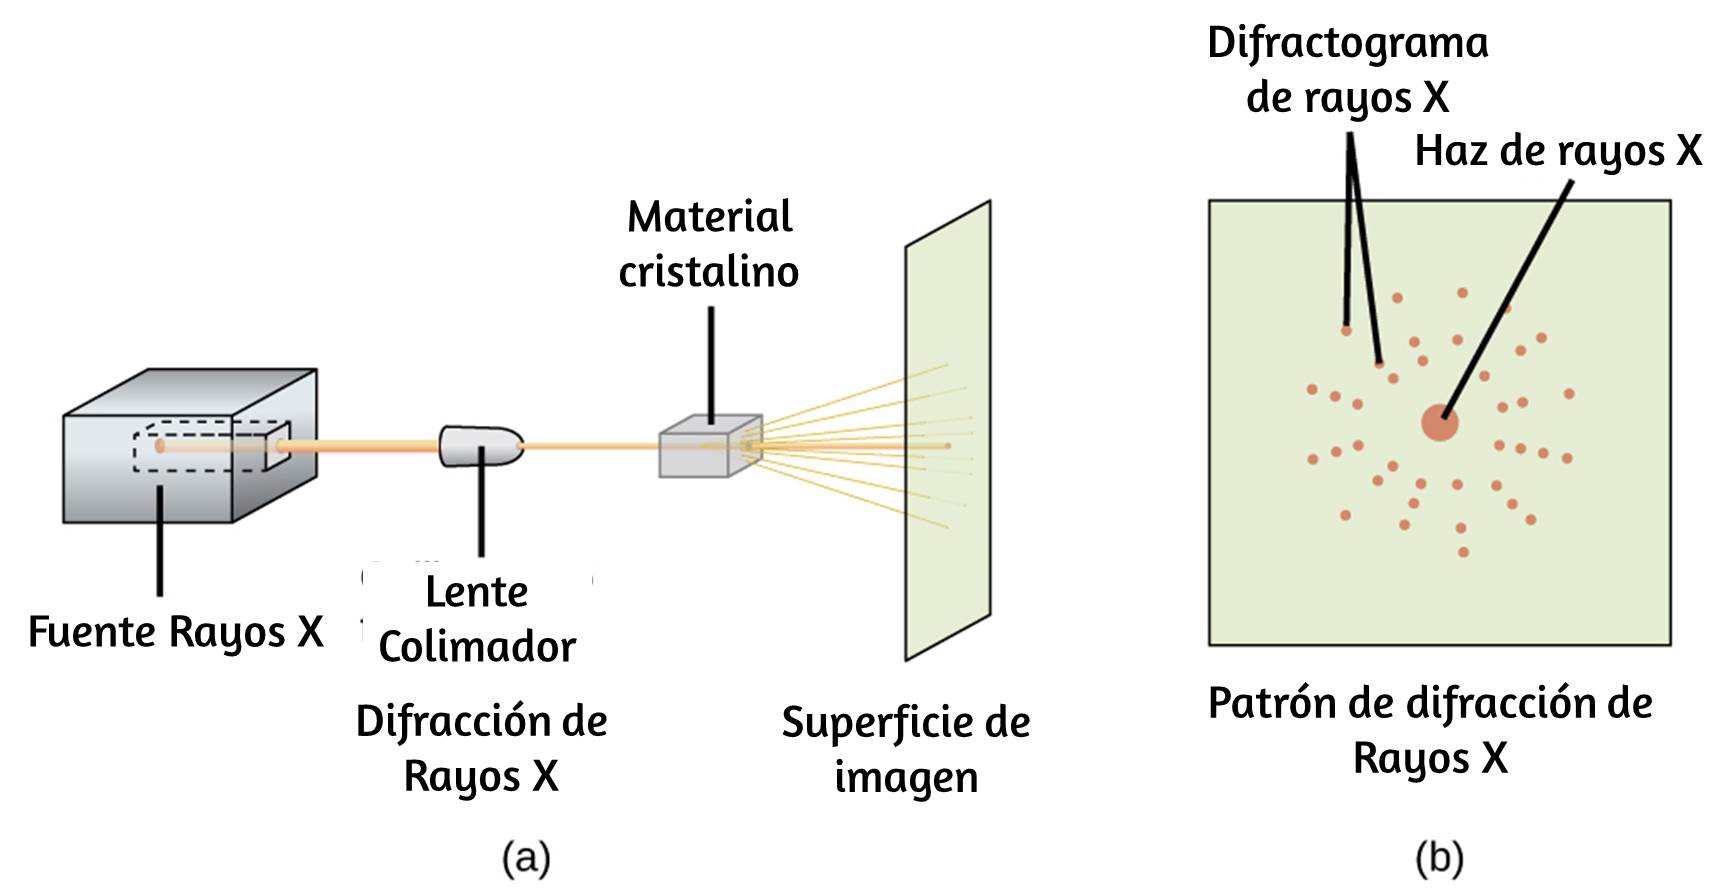 Material
cristalino
Fuente Rayos X
Lente
Colimador
Difracción de
Rayos X
Superficie de
imagen
(a)
Difractograma
de rayos X
Haz de rayos X
Patrón de difracción de
Rayos X
(b)